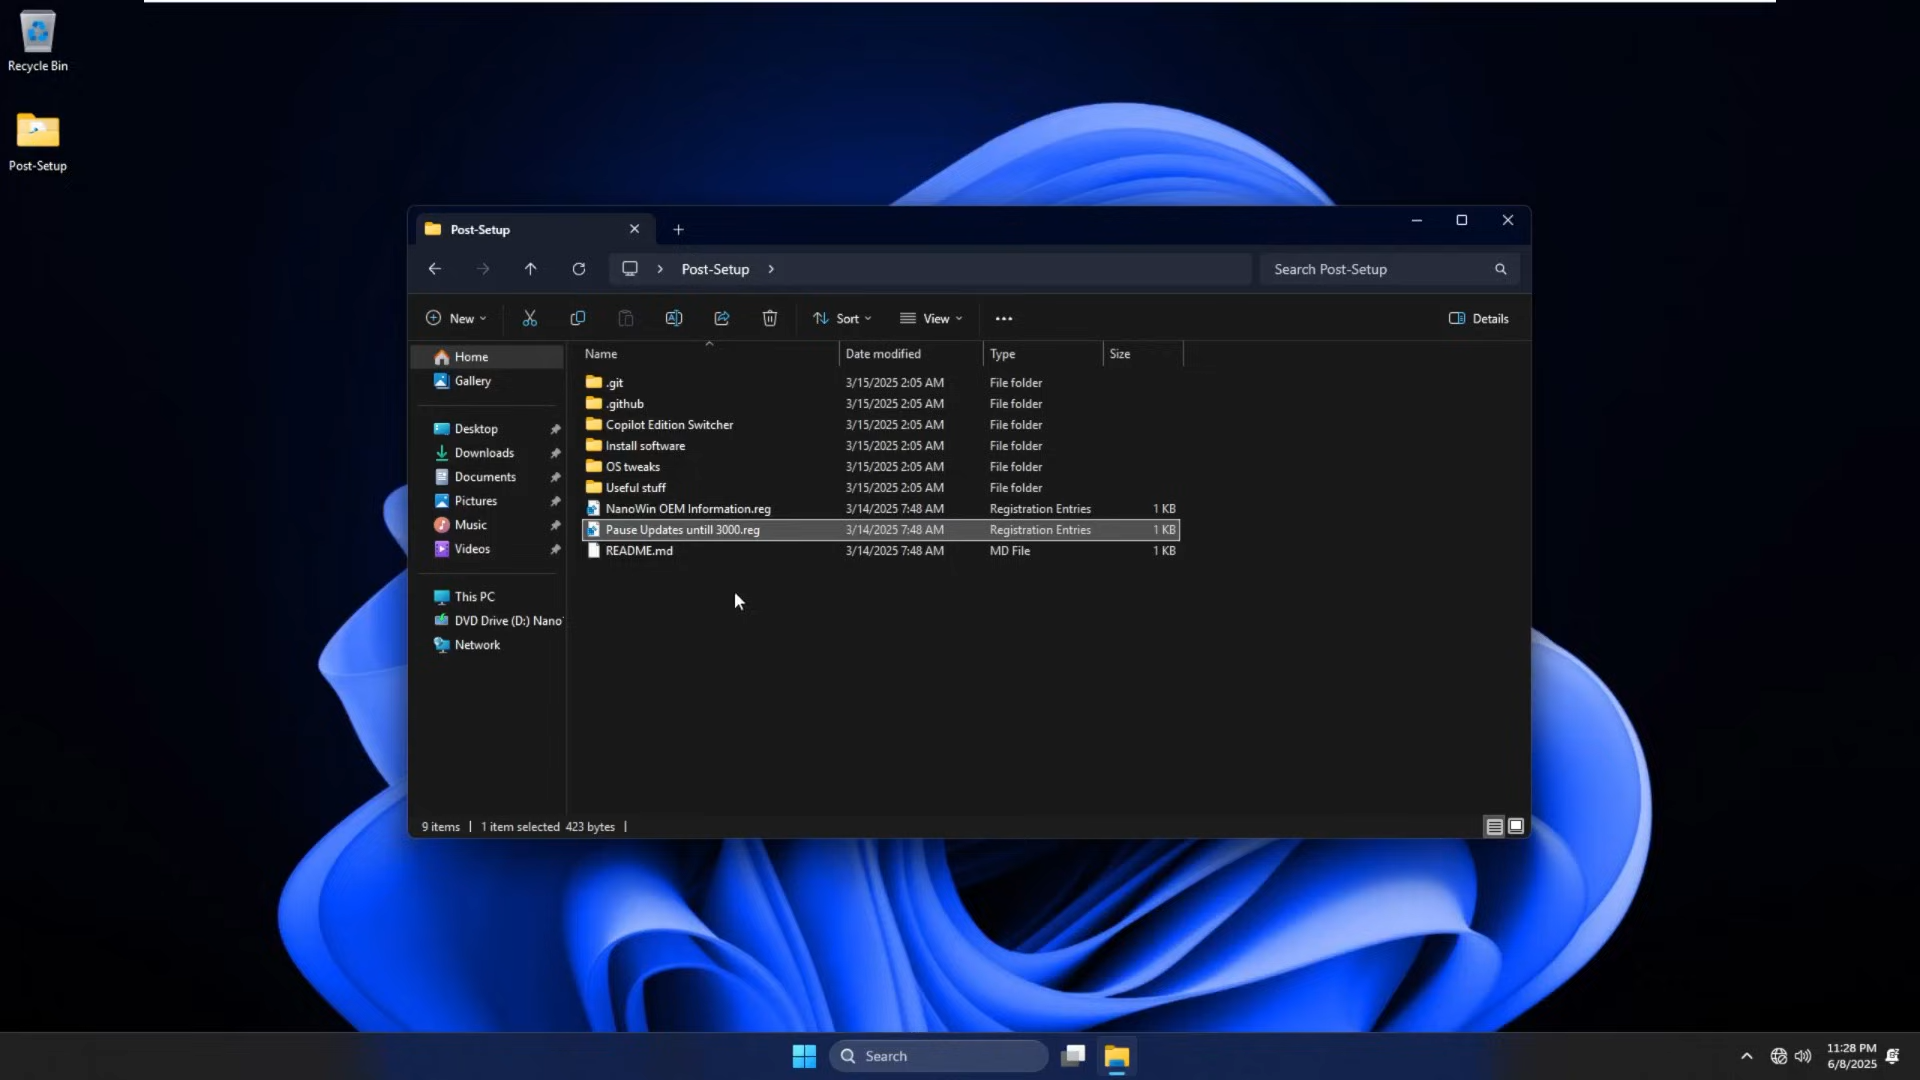 Recycle Bin
Post-Setup
Post-Setup
Post-Setup
Search Post-Setup
New
Sort
View
Details
Home
Gallery
Desktop
Downloads
Documents
Pictures
Music
Videos
This PC
DVD Drive (D:) Nano
Network
Name Date modified Type Size
.git 3/15/2025 2:05 AM File folder
.github 3/15/2025 2:05 AM File folder
Copilot Edition Switcher 3/15/2025 2:05 AM File folder
Install software 3/15/2025 2:05 AM File folder
OS tweaks 3/15/2025 2:05 AM File folder
Useful stuff 3/15/2025 2:05 AM File folder
NanoWin OEM Information.reg 3/14/2025 7:48 AM Registration Entries 1 KB
Pause Updates untill 3000.reg 3/14/2025 7:48 AM Registration Entries 1 KB
README.md 3/14/2025 7:48 AM MD File 1 KB
9 items | 1 item selected 423 bytes |
Search
11:28 PM
6/8/2025